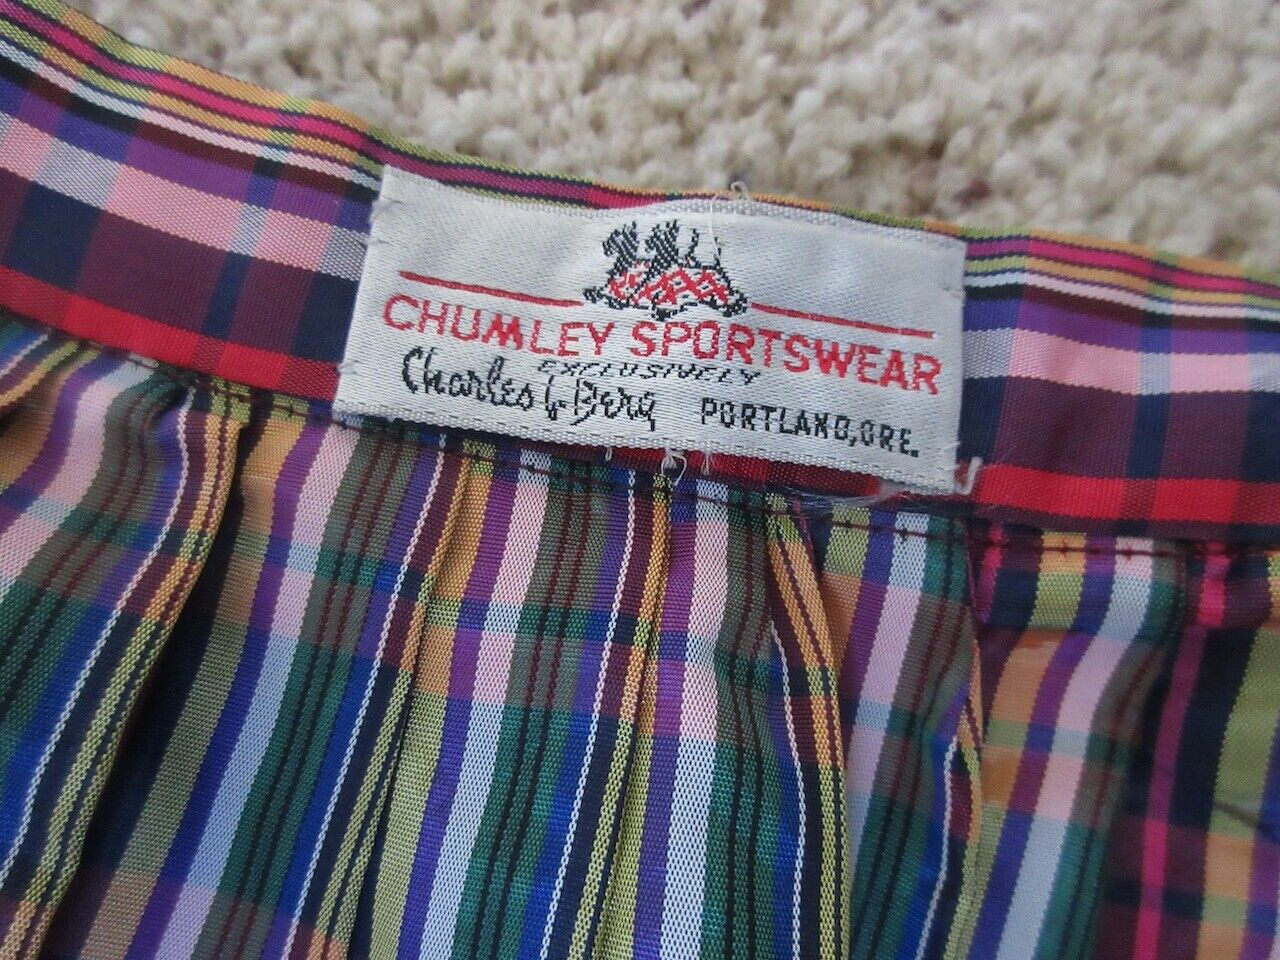 CHUMLEY SPORTSWEAR
EXCLUSIVELY
Charles F. Berg PORTLAND, ORE.